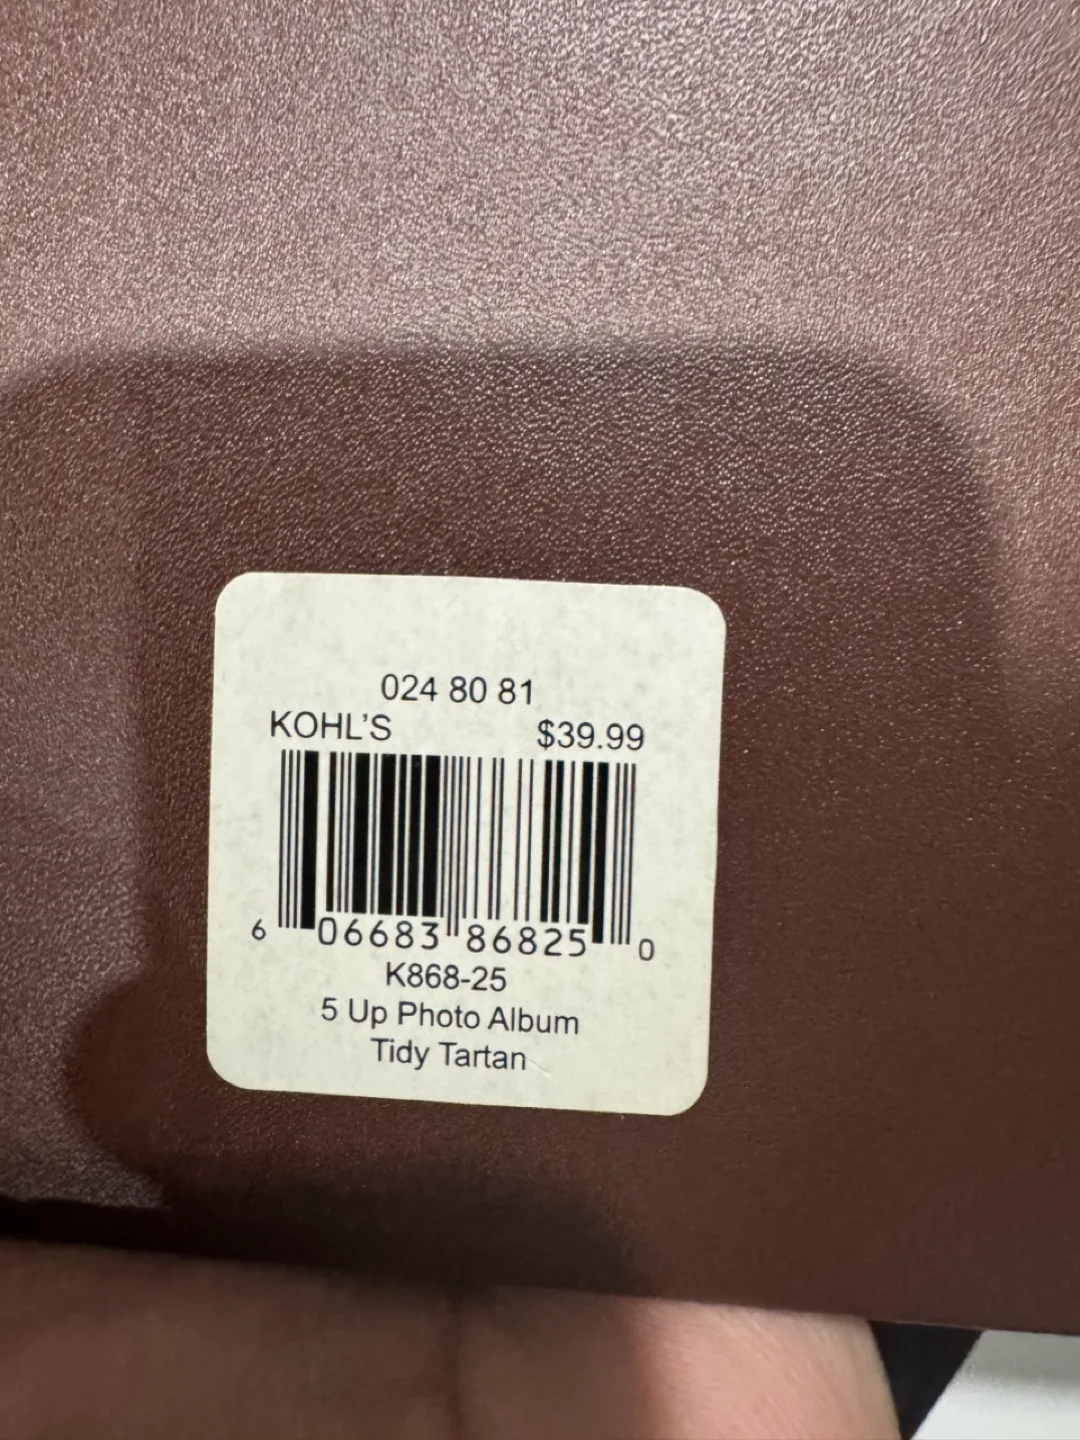 024 80 81
KOHL'S $39.99
6 06683 86825 0
K868-25
5 Up Photo Album
Tidy Tartan